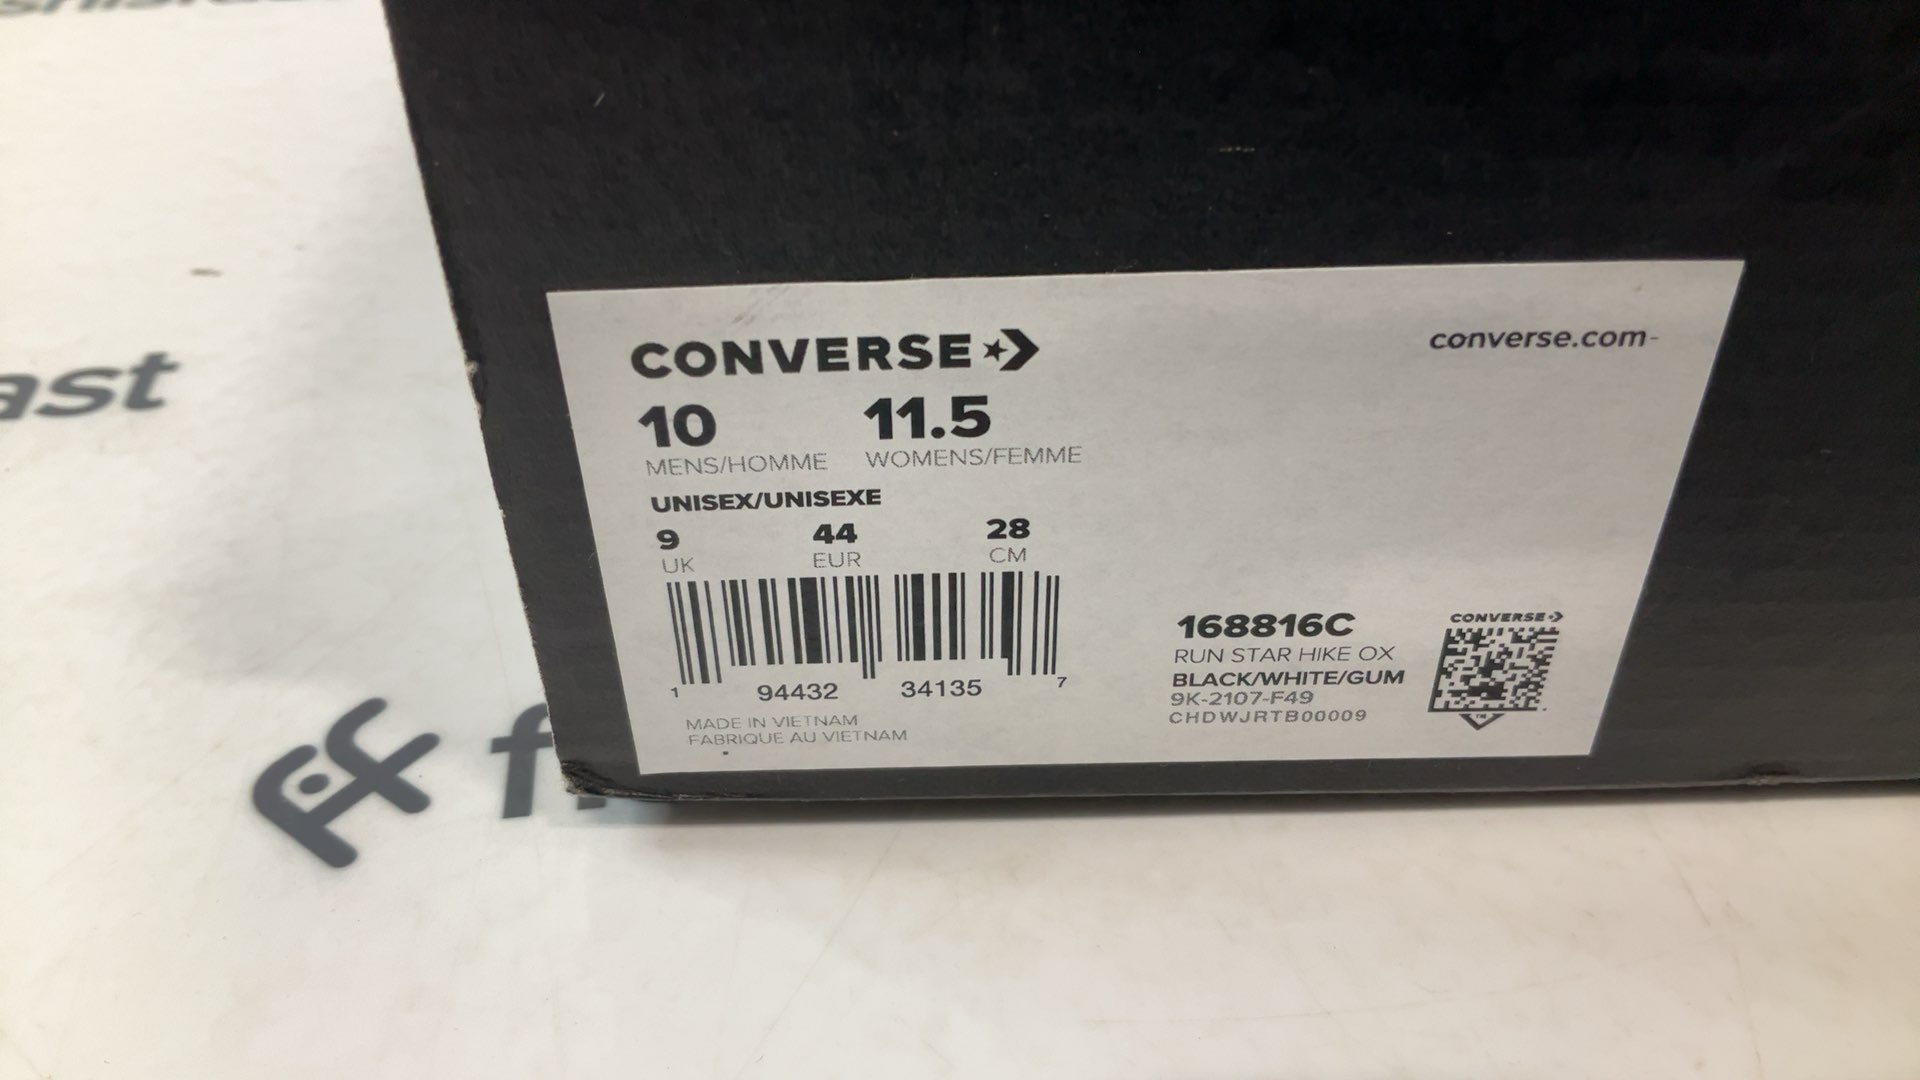 ast
CONVERSE
converse.com
10 11.5
MENS/HOMME WOMENS/FEMME
UNISEX/UNISEXE
9 44 28
UK EUR CM
1 94432 34135 7
MADE IN VIETNAM
FABRIQUE AU VIETNAM
168816C
RUN STAR HIKE OX
BLACK/WHITE/GUM
9K-2107-F49
CHDWJRTB00009
CONVERSE
TM